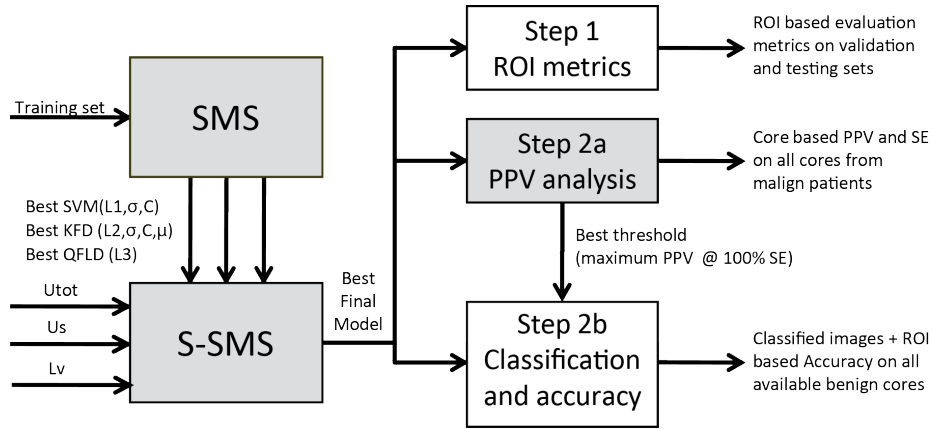 Training set
SMS
Best SVM(L1,σ,C)
Best KFD (L2,σ,C,μ)
Best QFLD (L3)
Utot
Us
Lv
S-SMS
Best
Final
Model
Step 1
ROI metrics
ROI based evaluation
metrics on validation
and testing sets
Step 2a
PPV analysis
Core based PPV and SE
on all cores from
malign patients
Best threshold
(maximum PPV @ 100% SE)
Step 2b
Classification
and accuracy
Classified images + ROI
based Accuracy on all
available benign cores